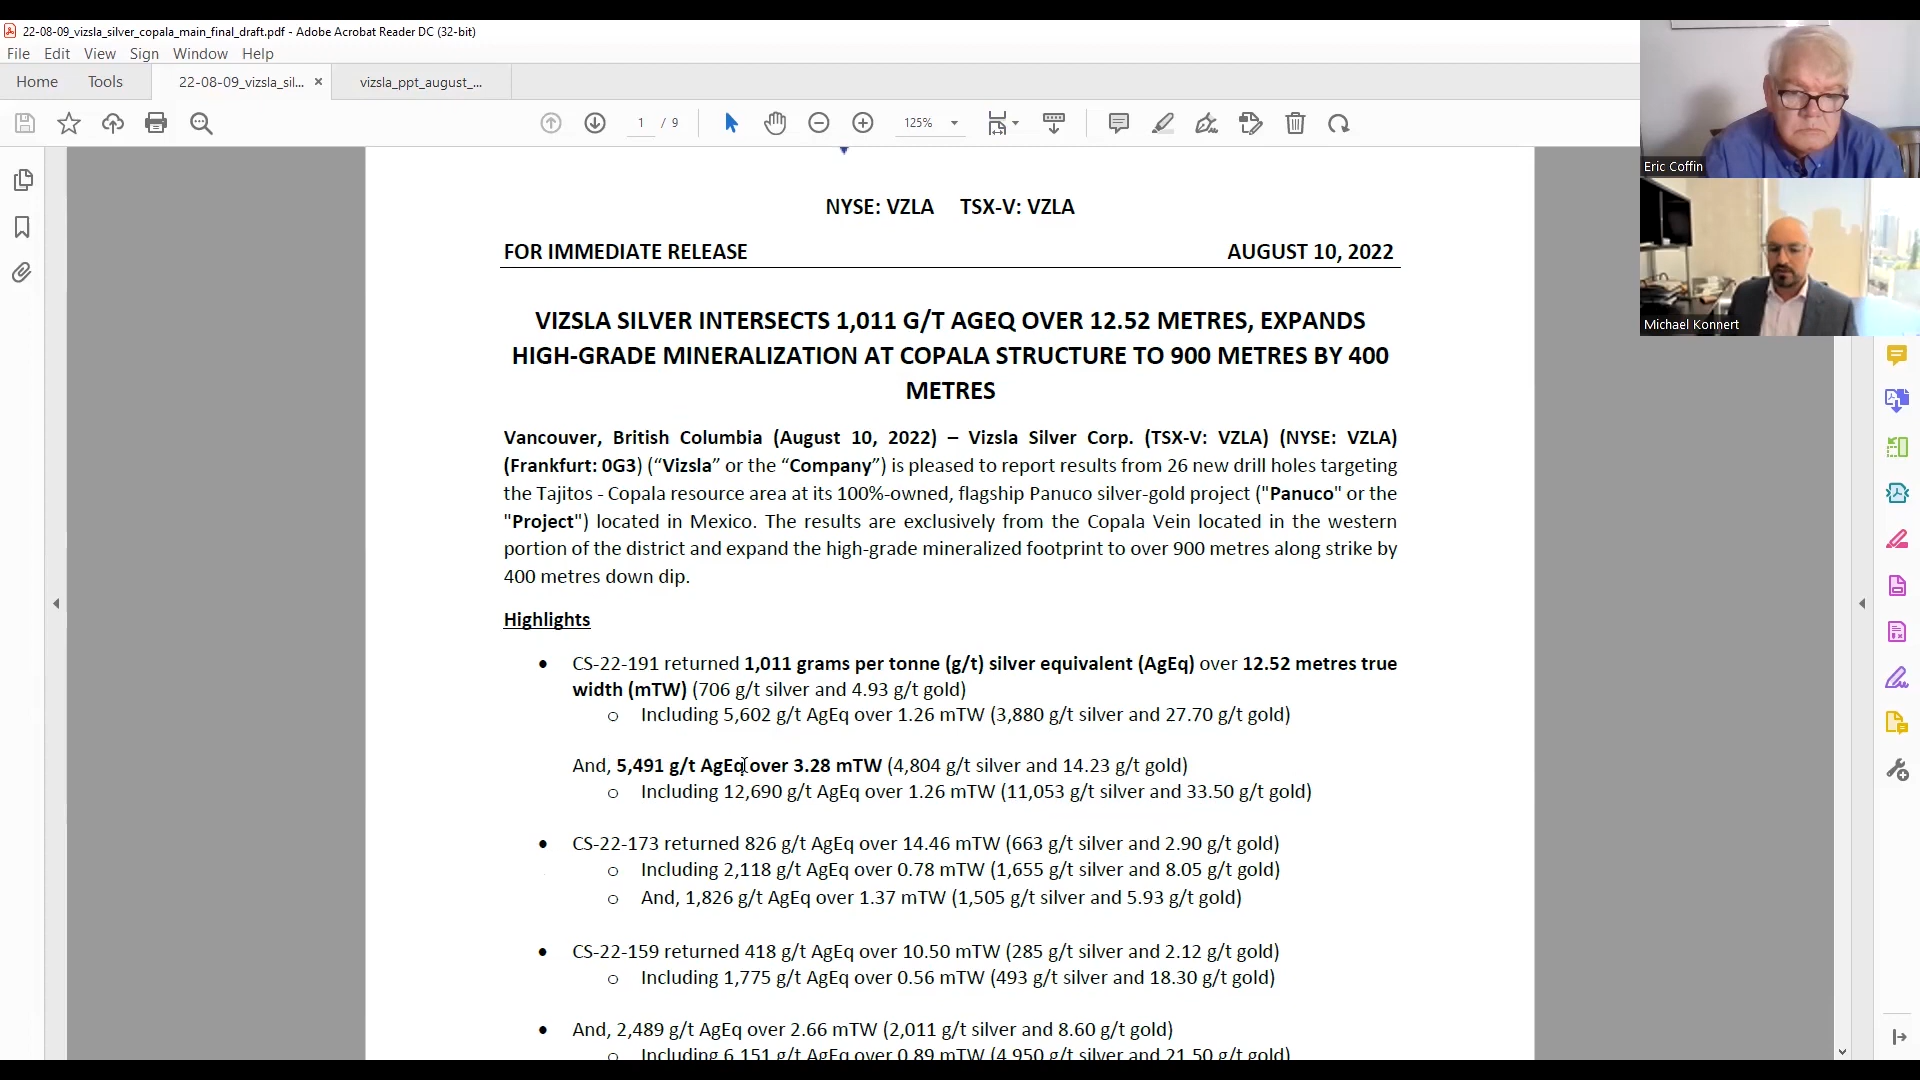 22-08-09_vizsla_silver_copala_main_final_draft.pdf - Adobe Acrobat Reader DC (32-bit)
File Edit View Sign Window Help
Home Tools 22-08-09_vizsla_sil... × vizsla_ppt_august_...
1 / 9 125%
NYSE: VZLA TSX-V: VZLA
FOR IMMEDIATE RELEASE AUGUST 10, 2022
VIZSLA SILVER INTERSECTS 1,011 G/T AGEQ OVER 12.52 METRES, EXPANDS
HIGH-GRADE MINERALIZATION AT COPALA STRUCTURE TO 900 METRES BY 400
METRES
Vancouver, British Columbia (August 10, 2022) – Vizsla Silver Corp. (TSX-V: VZLA) (NYSE: VZLA)
(Frankfurt: 0G3) (“Vizsla” or the “Company”) is pleased to report results from 26 new drill holes targeting
the Tajitos - Copala resource area at its 100%-owned, flagship Panuco silver-gold project ("Panuco" or the
"Project") located in Mexico. The results are exclusively from the Copala Vein located in the western
portion of the district and expand the high-grade mineralized footprint to over 900 metres along strike by
400 metres down dip.
Highlights
• CS-22-191 returned 1,011 grams per tonne (g/t) silver equivalent (AgEq) over 12.52 metres true
width (mTW) (706 g/t silver and 4.93 g/t gold)
o Including 5,602 g/t AgEq over 1.26 mTW (3,880 g/t silver and 27.70 g/t gold)
And, 5,491 g/t AgEq over 3.28 mTW (4,804 g/t silver and 14.23 g/t gold)
o Including 12,690 g/t AgEq over 1.26 mTW (11,053 g/t silver and 33.50 g/t gold)
• CS-22-173 returned 826 g/t AgEq over 14.46 mTW (663 g/t silver and 2.90 g/t gold)
o Including 2,118 g/t AgEq over 0.78 mTW (1,655 g/t silver and 8.05 g/t gold)
o And, 1,826 g/t AgEq over 1.37 mTW (1,505 g/t silver and 5.93 g/t gold)
• CS-22-159 returned 418 g/t AgEq over 10.50 mTW (285 g/t silver and 2.12 g/t gold)
o Including 1,775 g/t AgEq over 0.56 mTW (493 g/t silver and 18.30 g/t gold)
• And, 2,489 g/t AgEq over 2.66 mTW (2,011 g/t silver and 8.60 g/t gold)
o Including 6,151 g/t AgEq over 0.89 mTW (4,950 g/t silver and 21.50 g/t gold)
Eric Coffin
Michael Konnert